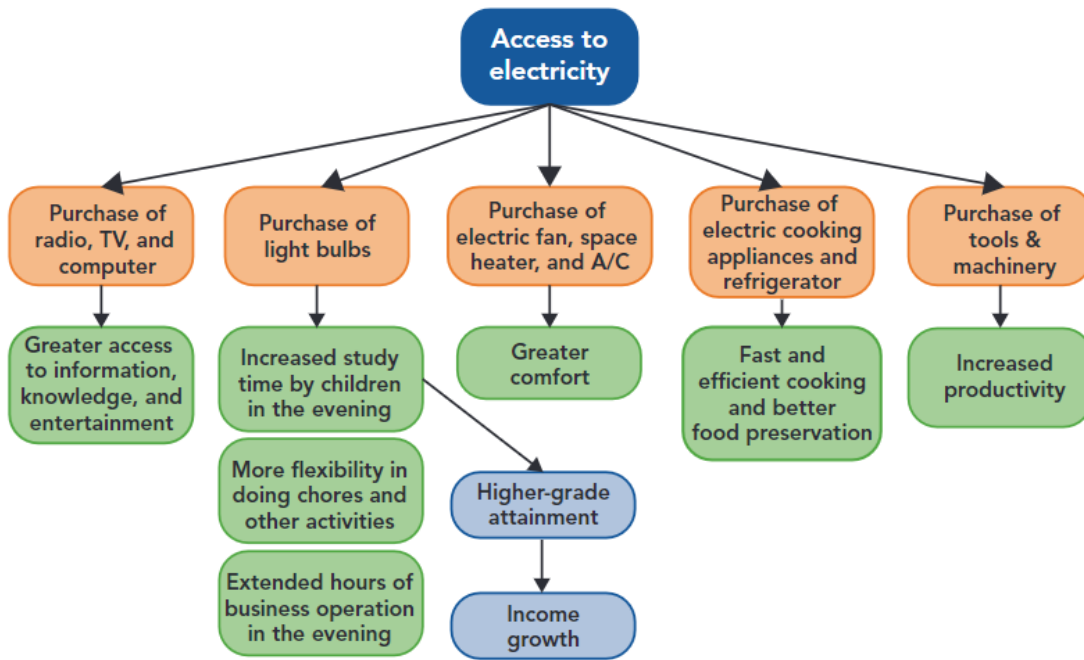 Access to
electricity
Purchase of
radio, TV, and
computer
Purchase of
light bulbs
Purchase of
electric fan, space
heater, and A/C
Purchase of
electric cooking
appliances and
refrigerator
Purchase of
tools &
machinery
Greater access
to information,
knowledge, and
entertainment
Increased study
time by children
in the evening
Greater
comfort
Fast and
efficient cooking
and better
food preservation
Increased
productivity
More flexibility in
doing chores and
other activities
Higher-grade
attainment
Extended hours of
business operation
in the evening
Income
growth